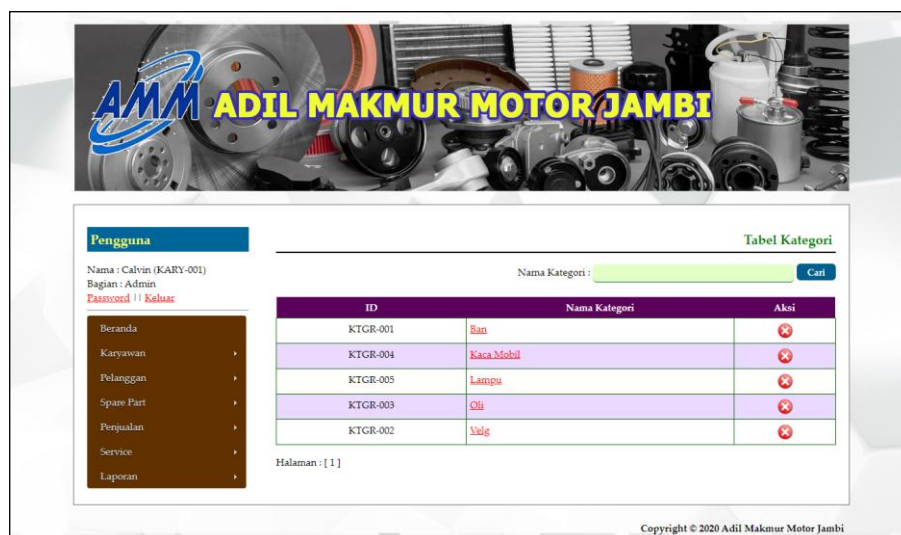 AMM ADIL MAKMUR MOTOR JAMBI
Pengguna
Nama : Calvin (KARY-001)
Bagian : Admin
Password || Keluar
Beranda
Karyawan
Pelanggan
Spare Part
Penjualan
Service
Laporan
Tabel Kategori
Nama Kategori : Cari
ID Nama Kategori Aksi
KTGR-001 Ban
KTGR-004 Kaca Mobil
KTGR-005 Lampu
KTGR-003 Oli
KTGR-002 Velg
Halaman : [ 1 ]
Copyright © 2020 Adil Makmur Motor Jambi